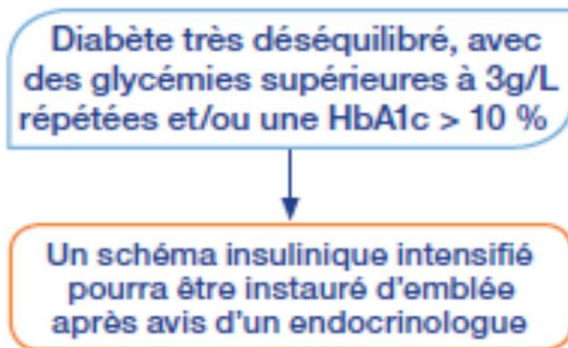 Diabète très déséquilibré, avec
des glycémies supérieures à 3g/L
répétées et/ou une HbA1c > 10 %
Un schéma insulinique intensifié
pourra être instauré d’emblée
après avis d’un endocrinologue